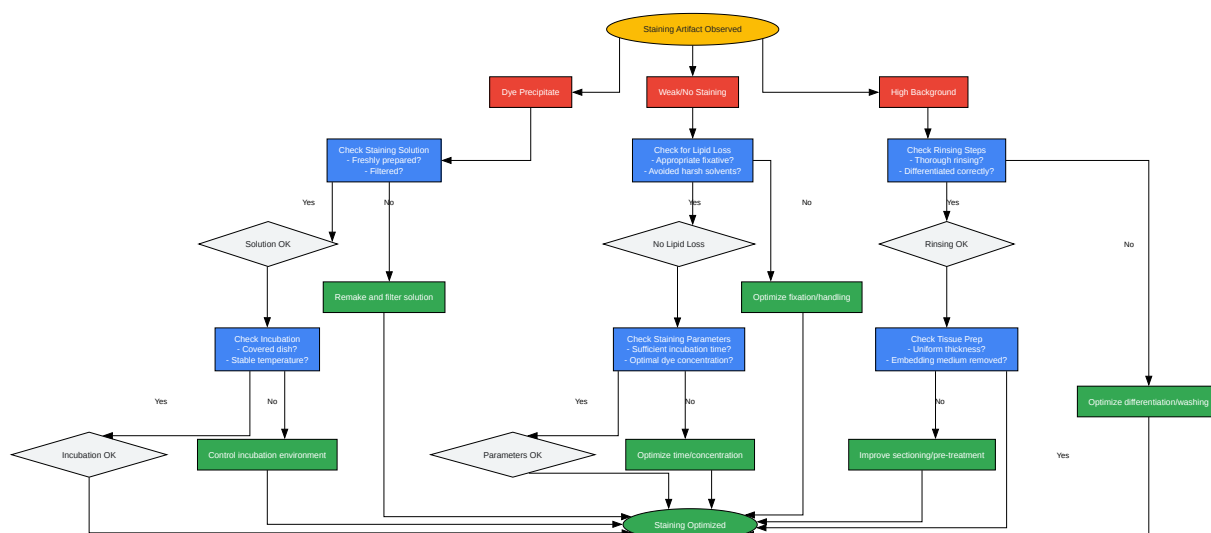 Staining Artifact Observed
Dye Precipitate
Weak/No Staining
High Background
Check Staining Solution
- Freshly prepared?
- Filtered?
Check for Lipid Loss
- Appropriate fixative?
- Avoided harsh solvents?
Check Rinsing Steps
- Thorough rinsing?
- Differentiated correctly?
Yes
No
Yes
No
Yes
No
Solution OK
No Lipid Loss
Rinsing OK
Remake and filter solution
Optimize fixation/handling
Check Incubation
- Covered dish?
- Stable temperature?
Check Staining Parameters
- Sufficient incubation time?
- Optimal dye concentration?
Check Tissue Prep
- Uniform thickness?
- Embedding medium removed?
Optimize differentiation/washing
Yes
No
Yes
No
No
Yes
Incubation OK
Control incubation environment
Parameters OK
Optimize time/concentration
Improve sectioning/pre-treatment
Staining Optimized